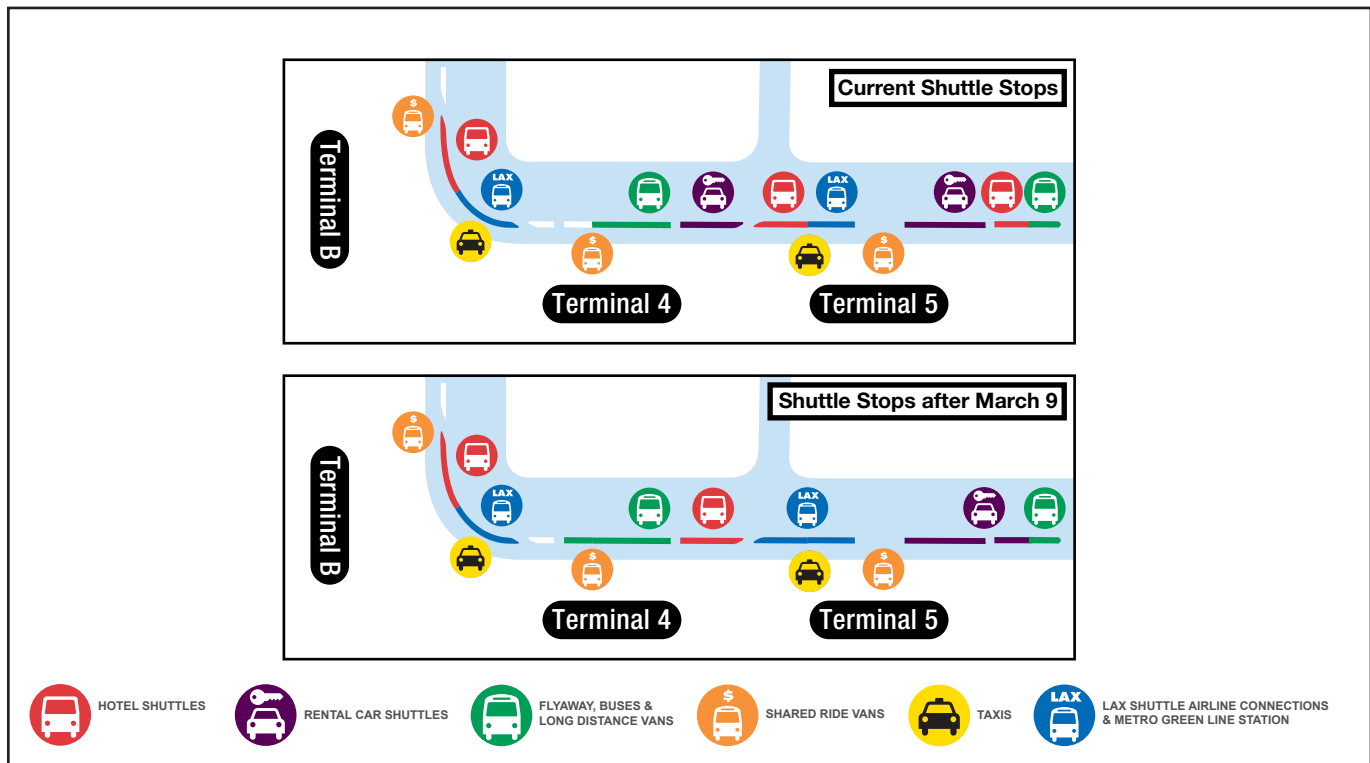 Current Shuttle Stops
Terminal B
$
LAX
LAX
$
$
Terminal 4
Terminal 5
Shuttle Stops after March 9
Terminal B
$
LAX
LAX
$
$
Terminal 4
Terminal 5
HOTEL SHUTTLES
RENTAL CAR SHUTTLES
FLYAWAY, BUSES &
LONG DISTANCE VANS
$
SHARED RIDE VANS
TAXIS
LAX
LAX SHUTTLE AIRLINE CONNECTIONS
& METRO GREEN LINE STATION